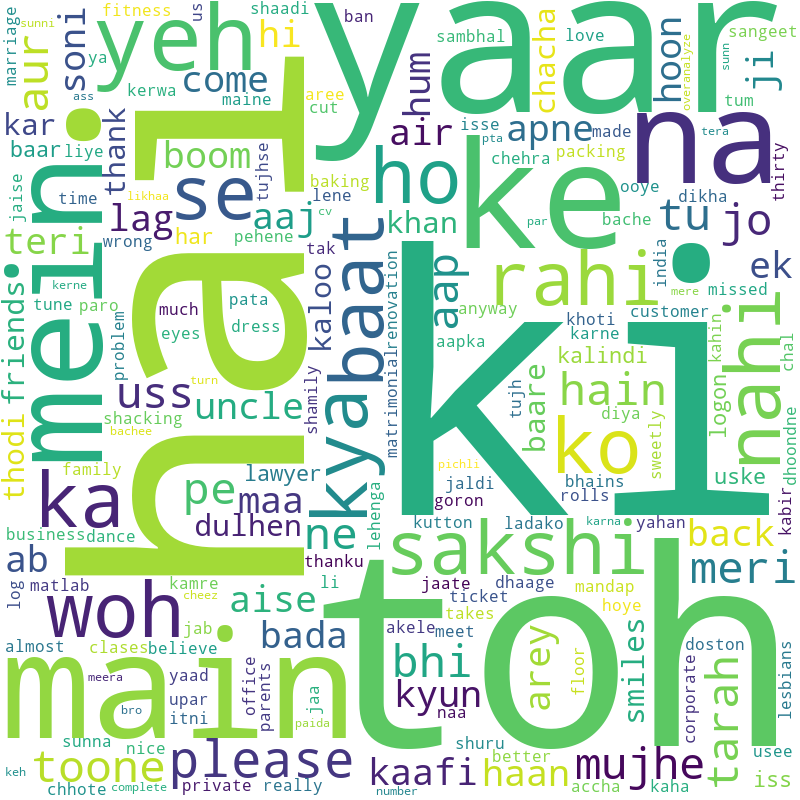 marriage fitness shaadi us ban sambhal love sangeet
soni yeh hi yaar sunni
aur ya kerwa come chacha hum hoon ji sunn overanalyze
ass maine aree cut tum
kar thank air isse apne made na tera
baar liye boom ho pta chehra packing thirty
jaise mein hai se tujhse baking ke ooye dikha
likhaa lene cv khan par bache tu jo
time lag aaj
teri wrong har pehene tak kya baat aap rahi india ek
kerne mere missed
tune paro much pata kaloo renovation anyway customer
friends problem eyes dress matrimonial aapka ki khoti karne kahin nahi chal
turn shamily kalindi logon
uss uncle hain baare tujh diya
thodi shacking ko sweetly dhoondne
bachee pichli
family lawyer jaldi bhains uske
ka pe maa goron rolls kabir
business dance dulhen ne lehenga kutton ladako karna yahan back
ab thanku sakshi meri
log matlab kamre li jaate dhaage mandap
cheez aise ticket hoye
woh jab akele takes
almost clases believe bada meet arey floor smiles doston
main toh bhi tarah corporate lesbians
meera yaad office parents jaa kyun
bro upar itni naa
sunna nice paida shuru better usee
keh toone please kaafi haan mujhe iss
chhote complete private really number accha kaha